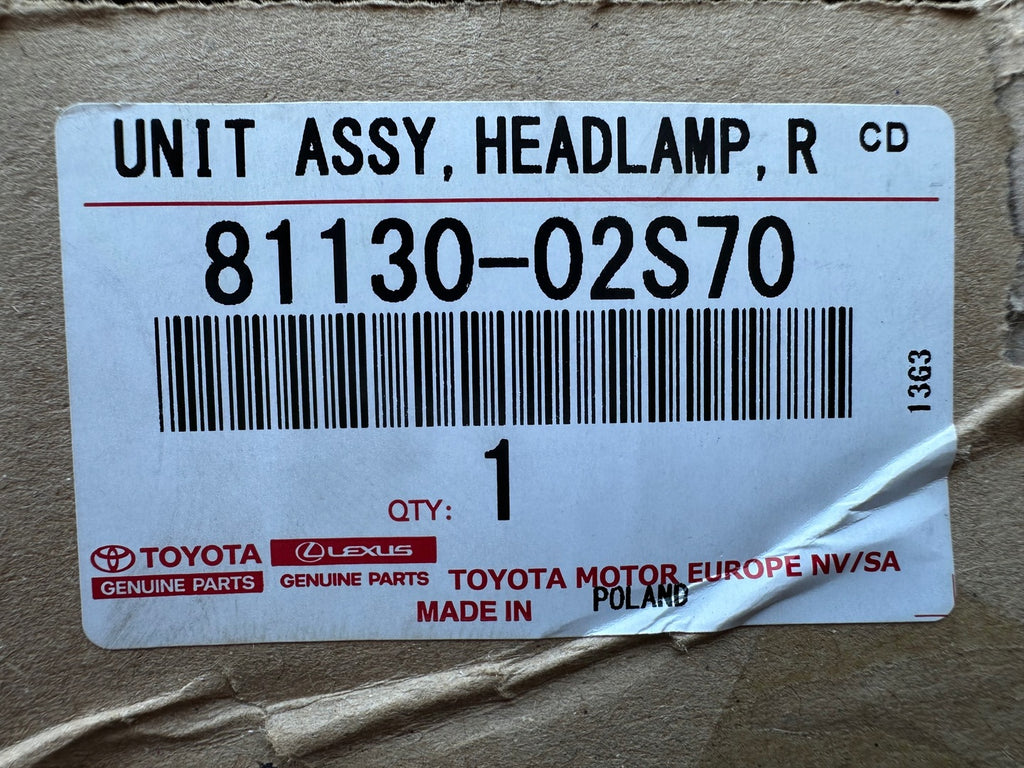 UNIT ASSY, HEADLAMP, R CD
81130-02S70
13G3
QTY: 1
TOYOTA
GENUINE PARTS
LEXUS
GENUINE PARTS
TOYOTA MOTOR EUROPE NV/SA
MADE IN POLAND